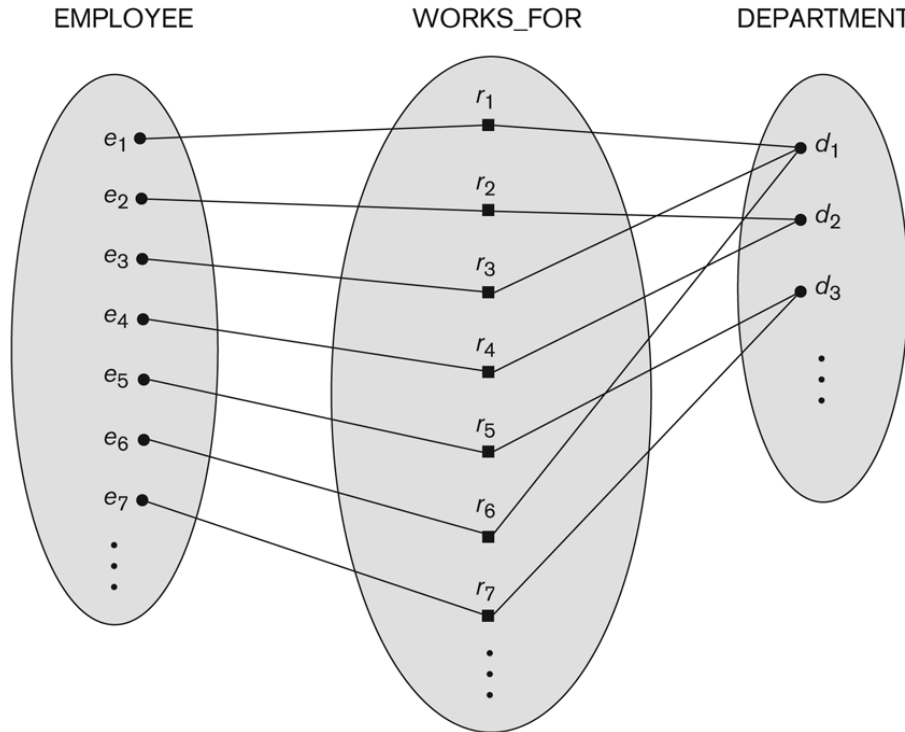 EMPLOYEE WORKS_FOR DEPARTMENT
e1
e2
e3
e4
e5
e6
e7
r1
r2
r3
r4
r5
r6
r7
d1
d2
d3